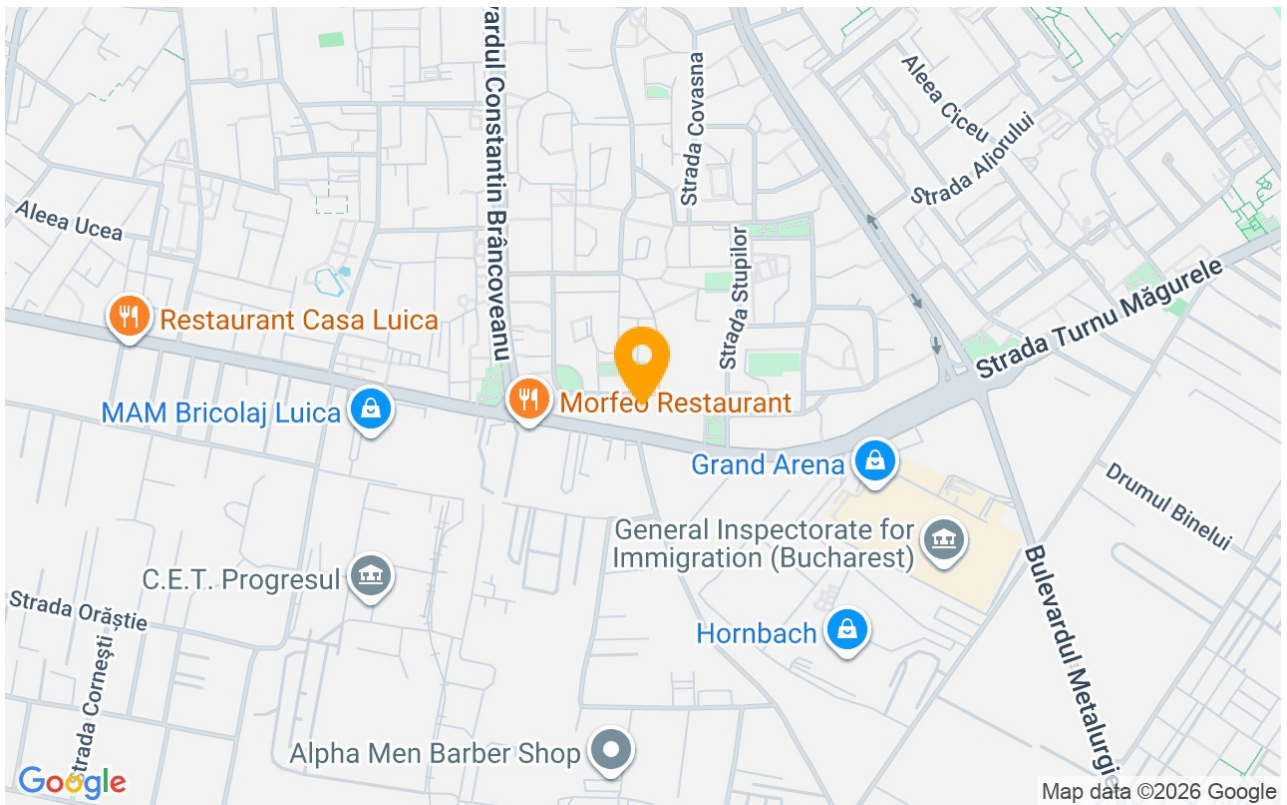 vardul Constantin Brâncoveanu
Strada Covasna
Aleea Ciceu
Strada Aliorului
Aleea Ucea
Strada Stupilor
Strada Turnu Măgurele
Restaurant Casa Luica
MAM Bricolaj Luica
Morfeo Restaurant
Grand Arena
Drumul Binelui
General Inspectorate for
Immigration (Bucharest)
C.E.T. Progresul
Strada Orăștie
Strada Cornești
Hornbach
Bulevardul Metalurgie
Alpha Men Barber Shop
Google
Map data ©2026 Google